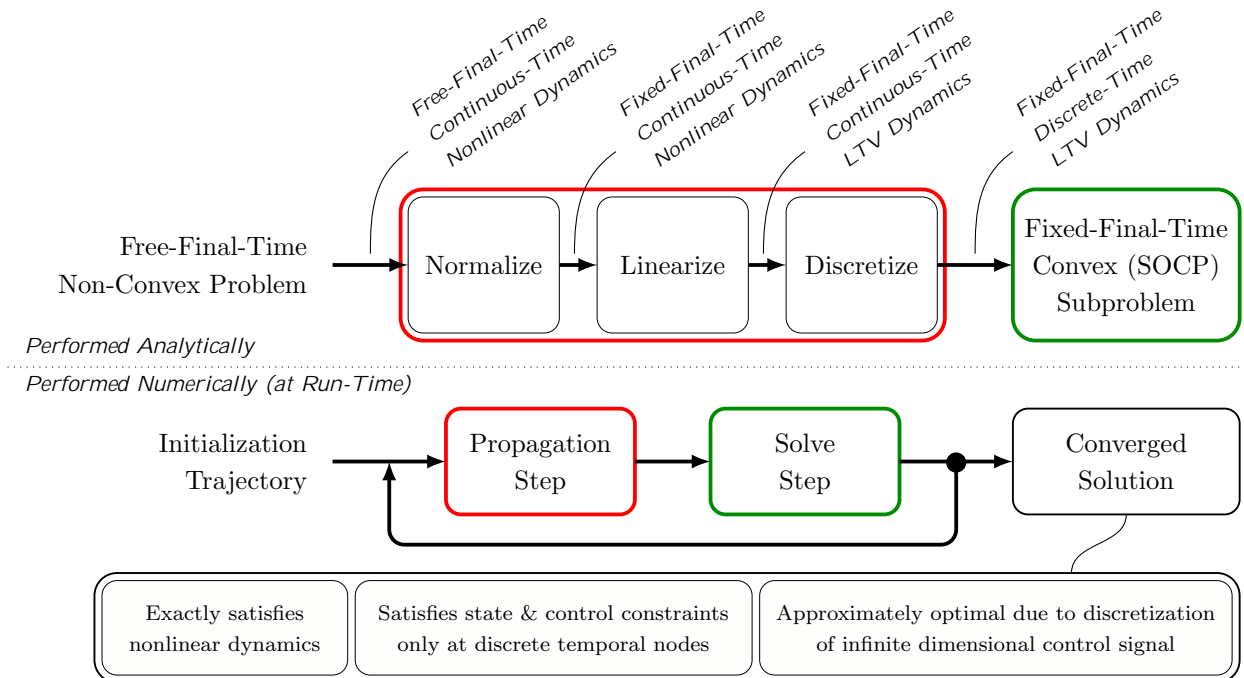 Free-Final-Time
Continuous-Time
Nonlinear Dynamics
Fixed-Final-Time
Continuous-Time
Nonlinear Dynamics
Fixed-Final-Time
Continuous-Time
LTV Dynamics
Fixed-Final-Time
Discrete-Time
LTV Dynamics
Free-Final-Time
Non-Convex Problem
Normalize
Linearize
Discretize
Fixed-Final-Time
Convex (SOCP)
Subproblem
Performed Analytically
Performed Numerically (at Run-Time)
Initialization
Trajectory
Propagation
Step
Solve
Step
Converged
Solution
Exactly satisfies
nonlinear dynamics
Satisfies state & control constraints
only at discrete temporal nodes
Approximately optimal due to discretization
of infinite dimensional control signal